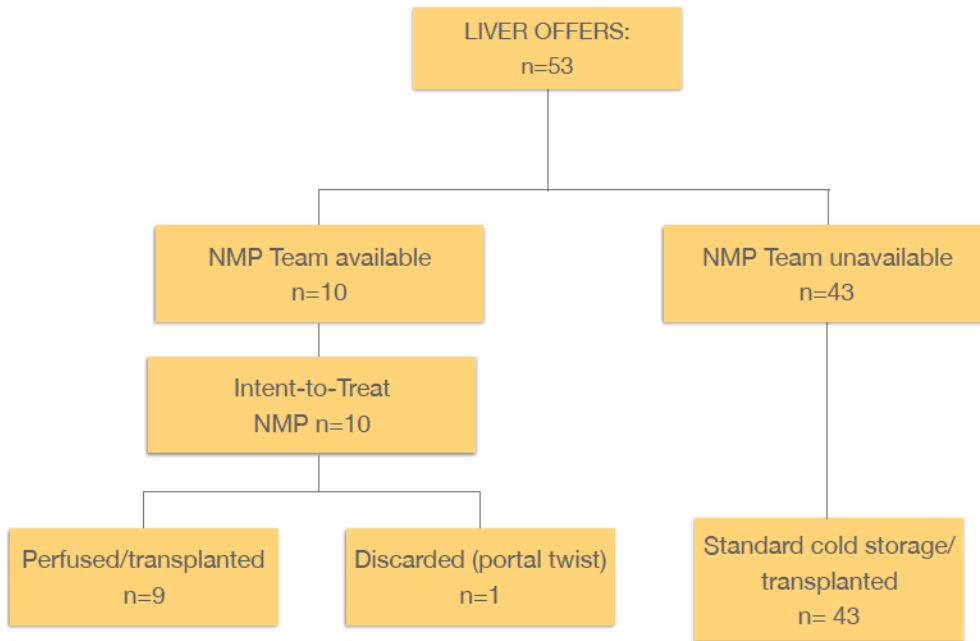 LIVER OFFERS:
n=53
NMP Team available
n=10
NMP Team unavailable
n=43
Intent-to-Treat
NMP n=10
Perfused/transplanted
n=9
Discarded (portal twist)
n=1
Standard cold storage/
transplanted
n= 43